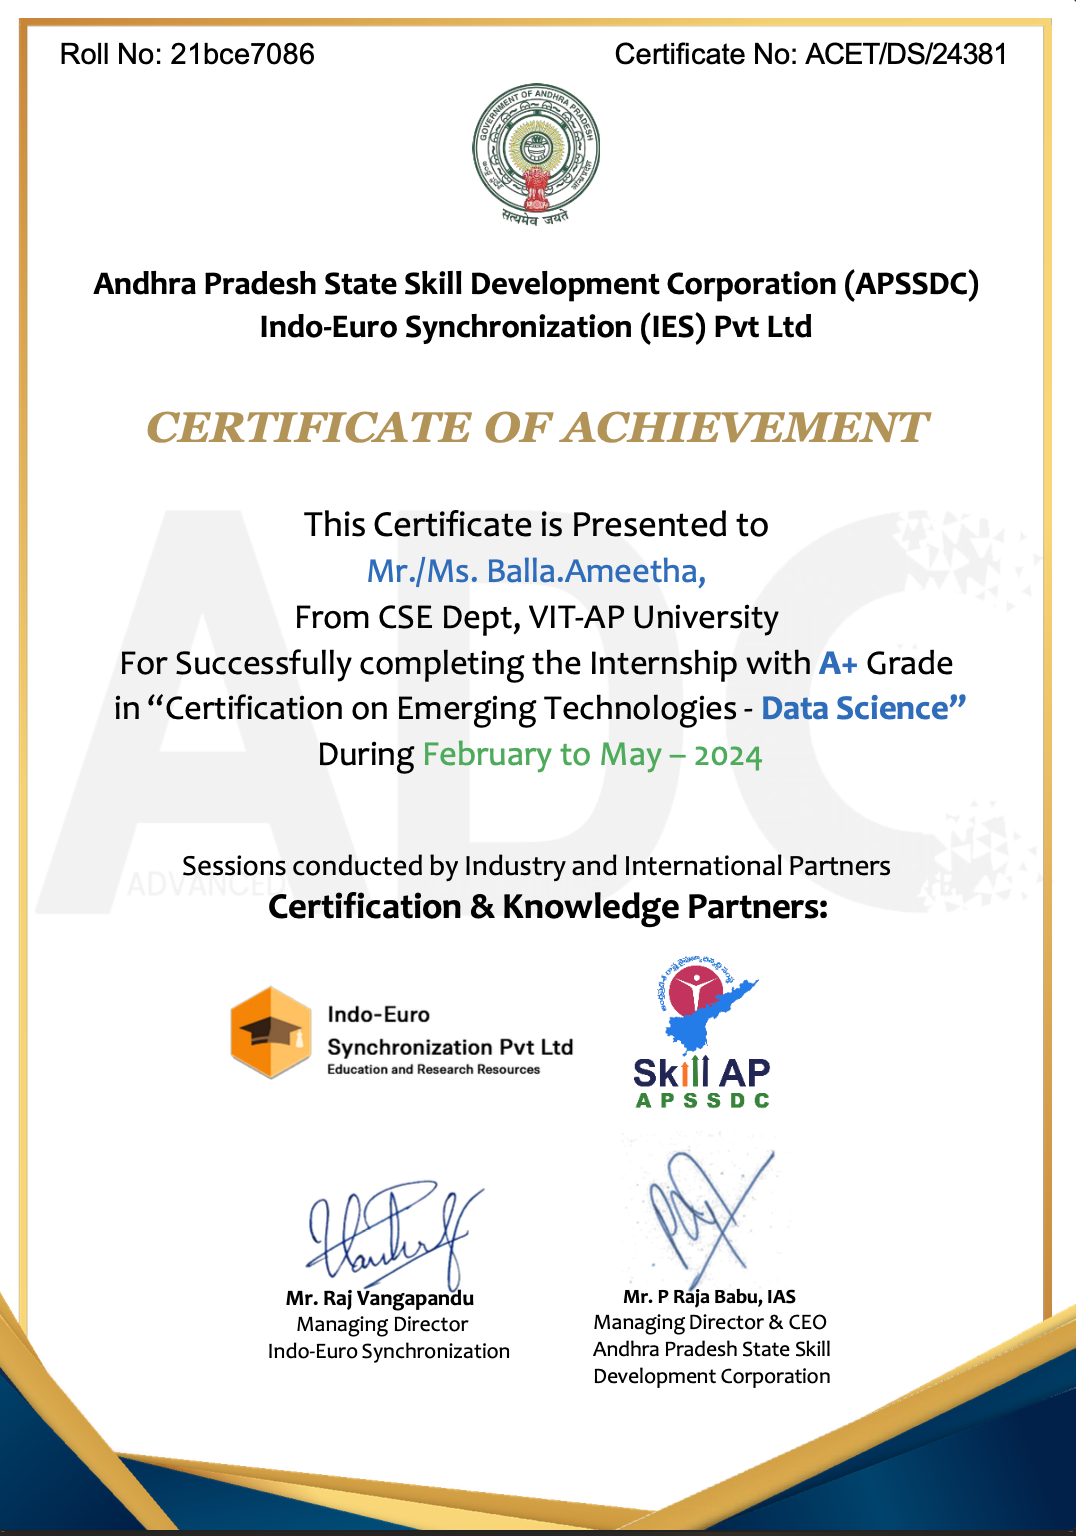 Roll No: 21bce7086
Certificate No: ACET/DS/24381
GOVERNMENT OF ANDHRA PRADESH
सत्यमेव जयते
Andhra Pradesh State Skill Development Corporation (APSSDC)
Indo-Euro Synchronization (IES) Pvt Ltd
CERTIFICATE OF ACHIEVEMENT
ADC
This Certificate is Presented to
Mr./Ms. Balla.Ameetha,
From CSE Dept, VIT-AP University
For Successfully completing the Internship with A+ Grade
in “Certification on Emerging Technologies - Data Science”
During February to May – 2024
Sessions conducted by Industry and International Partners
ADVANCED
Certification & Knowledge Partners:
Indo-Euro
Synchronization Pvt Ltd
Education and Research Resources
Skill AP
APSSDC
Mr. Raj Vangapandu
Managing Director
Indo-Euro Synchronization
Mr. P Raja Babu, IAS
Managing Director & CEO
Andhra Pradesh State Skill
Development Corporation